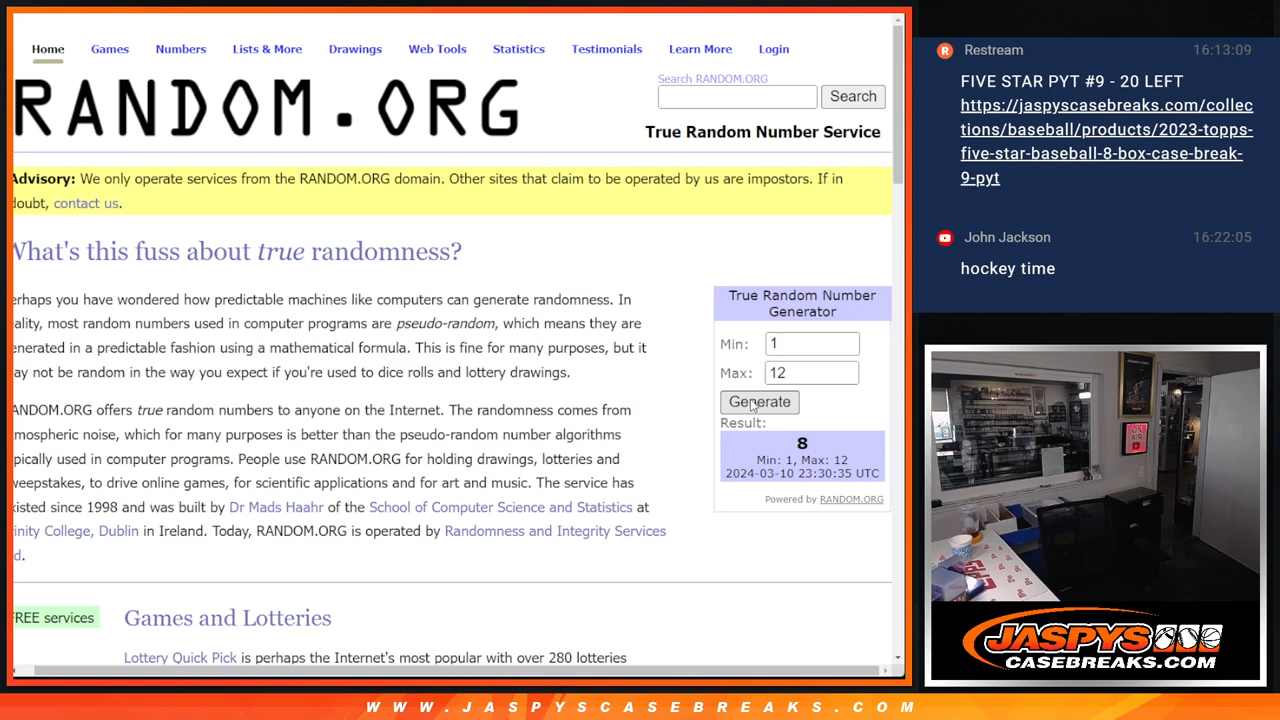 Home Games Numbers Lists & More Drawings Web Tools Statistics Testimonials Learn More Login
RANDOM.ORG
Search RANDOM.ORG
Search
True Random Number Service
Advisory: We only operate services from the RANDOM.ORG domain. Other sites that claim to be operated by us are impostors. If in
doubt, contact us.
What's this fuss about true randomness?
erhaps you have wondered how predictable machines like computers can generate randomness. In
ality, most random numbers used in computer programs are pseudo-random, which means they are
enerated in a predictable fashion using a mathematical formula. This is fine for many purposes, but it
ay not be random in the way you expect if you're used to dice rolls and lottery drawings.
ANDOM.ORG offers true random numbers to anyone on the Internet. The randomness comes from
mospheric noise, which for many purposes is better than the pseudo-random number algorithms
pically used in computer programs. People use RANDOM.ORG for holding drawings, lotteries and
weepstakes, to drive online games, for scientific applications and for art and music. The service has
xisted since 1998 and was built by Dr Mads Haahr of the School of Computer Science and Statistics at
inity College, Dublin in Ireland. Today, RANDOM.ORG is operated by Randomness and Integrity Services
d.
True Random Number
Generator
Min: 1
Max: 12
Generate
Result:
8
Min: 1, Max: 12
2024-03-10 23:30:35 UTC
Powered by RANDOM.ORG
FREE services
Games and Lotteries
Lottery Quick Pick is perhaps the Internet's most popular with over 280 lotteries
Restream 16:13:09
FIVE STAR PYT #9 - 20 LEFT
https://jaspyscasebreaks.com/collec
tions/baseball/products/2023-topps-
five-star-baseball-8-box-case-break-
9-pyt
John Jackson 16:22:05
hockey time
ON
AIR
JASPYS
CASEBREAKS.COM
WWW.JASPYSCASEBREAKS.COM